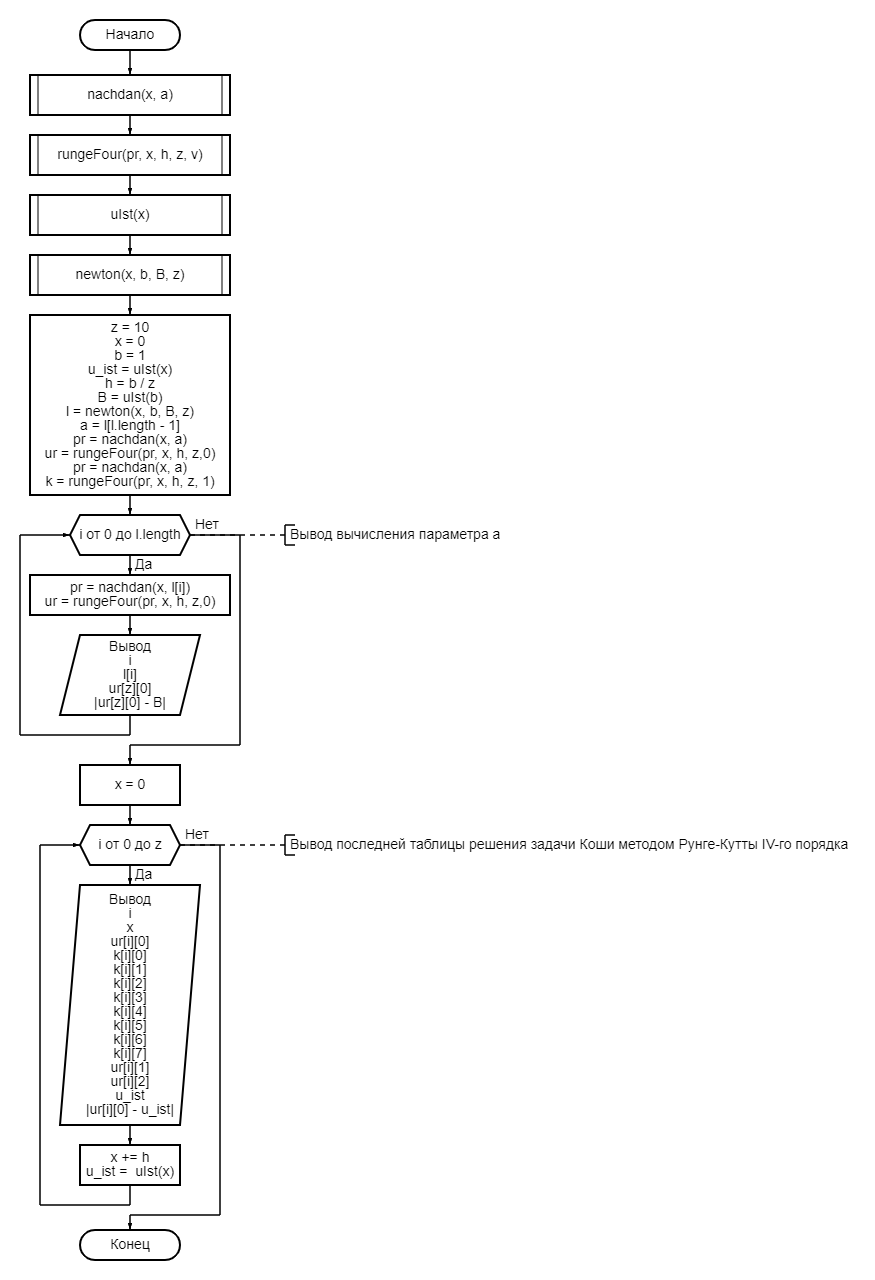 Начало
nachdan(x, a)
rungeFour(pr, x, h, z, v)
uIst(x)
newton(x, b, B, z)
z = 10
x = 0
b = 1
u_ist = uIst(x)
h = b / z
B = uIst(b)
l = newton(x, b, B, z)
a = l[l.length - 1]
pr = nachdan(x, a)
ur = rungeFour(pr, x, h, z,0)
pr = nachdan(x, a)
k = rungeFour(pr, x, h, z, 1)
i от 0 до l.length
Нет
Вывод вычисления параметра а
Да
pr = nachdan(x, l[i])
ur = rungeFour(pr, x, h, z,0)
Вывод
i
l[i]
ur[z][0]
|ur[z][0] - B|
x = 0
i от 0 до z
Нет
Вывод последней таблицы решения задачи Коши методом Рунге-Кутты IV-го порядка
Да
Вывод
i
x
ur[i][0]
k[i][0]
k[i][1]
k[i][2]
k[i][3]
k[i][4]
k[i][5]
k[i][6]
k[i][7]
ur[i][1]
ur[i][2]
u_ist
|ur[i][0] - u_ist|
x += h
u_ist = uIst(x)
Конец